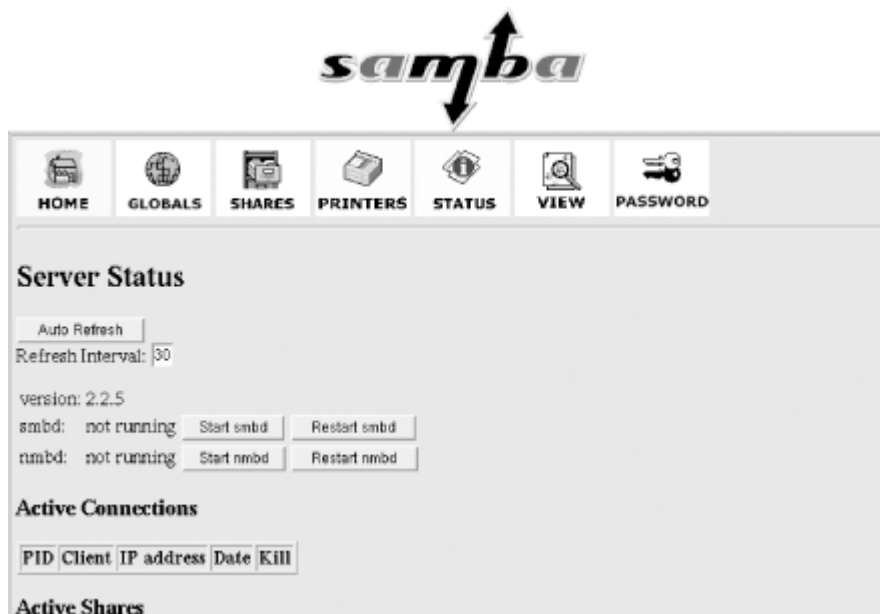 samba
HOME GLOBALS SHARES PRINTERS STATUS VIEW PASSWORD
Server Status
Auto Refresh
Refresh Interval: 30
version: 2.2.5
smbd: not running Start smbd Restart smbd
nmbd: not running Start nmbd Restart nmbd
Active Connections
PID Client IP address Date Kill
Active Shares